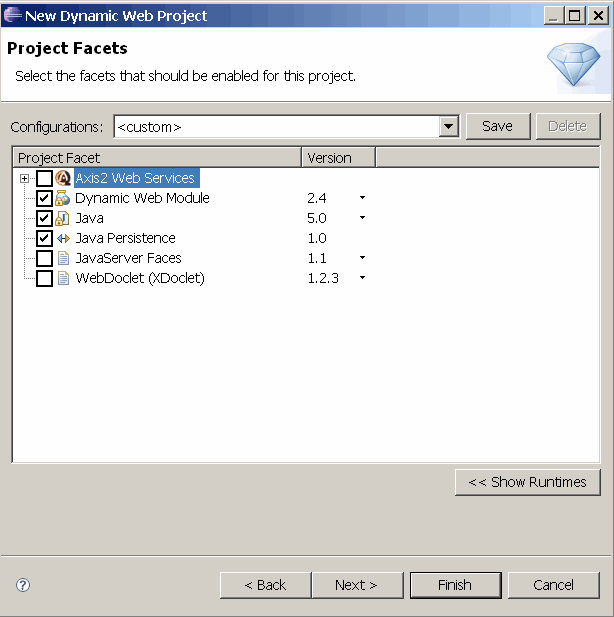 New Dynamic Web Project
Project Facets
Select the facets that should be enabled for this project.
Configurations: <custom> Save Delete
Project Facet Version
Axis2 Web Services
Dynamic Web Module 2.4
Java 5.0
Java Persistence 1.0
JavaServer Faces 1.1
WebDoclet (XDoclet) 1.2.3
<< Show Runtimes
? < Back Next > Finish Cancel